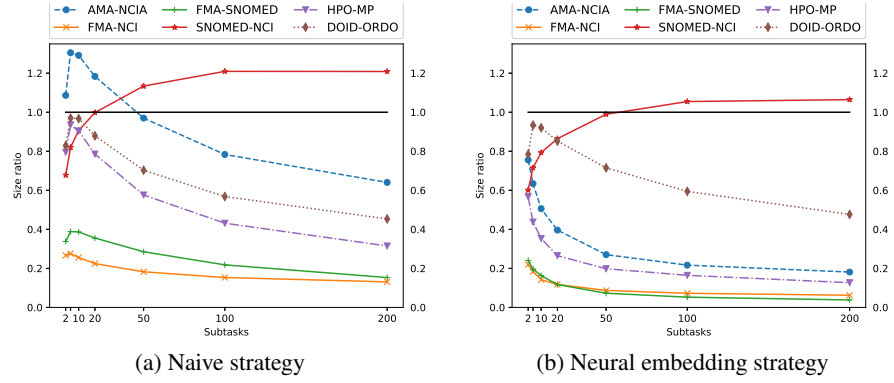 AMA-NCIA FMA-SNOMED HPO-MP
FMA-NCI SNOMED-NCI DOID-ORDO
1.2 1.2
1.0 1.0
0.8 0.8
0.6 0.6
0.4 0.4
0.2 0.2
0.0 0.0
Size ratio
2 10 20 50 100 200
Subtasks
(a) Naive strategy
AMA-NCIA FMA-SNOMED HPO-MP
FMA-NCI SNOMED-NCI DOID-ORDO
1.2 1.2
1.0 1.0
0.8 0.8
0.6 0.6
0.4 0.4
0.2 0.2
0.0 0.0
Size ratio
2 10 20 50 100 200
Subtasks
(b) Neural embedding strategy